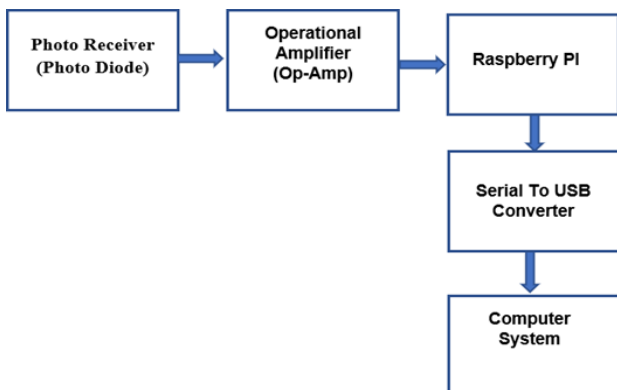 Photo Receiver
(Photo Diode)
Operational
Amplifier
(Op-Amp)
Raspberry PI
Serial To USB
Converter
Computer
System